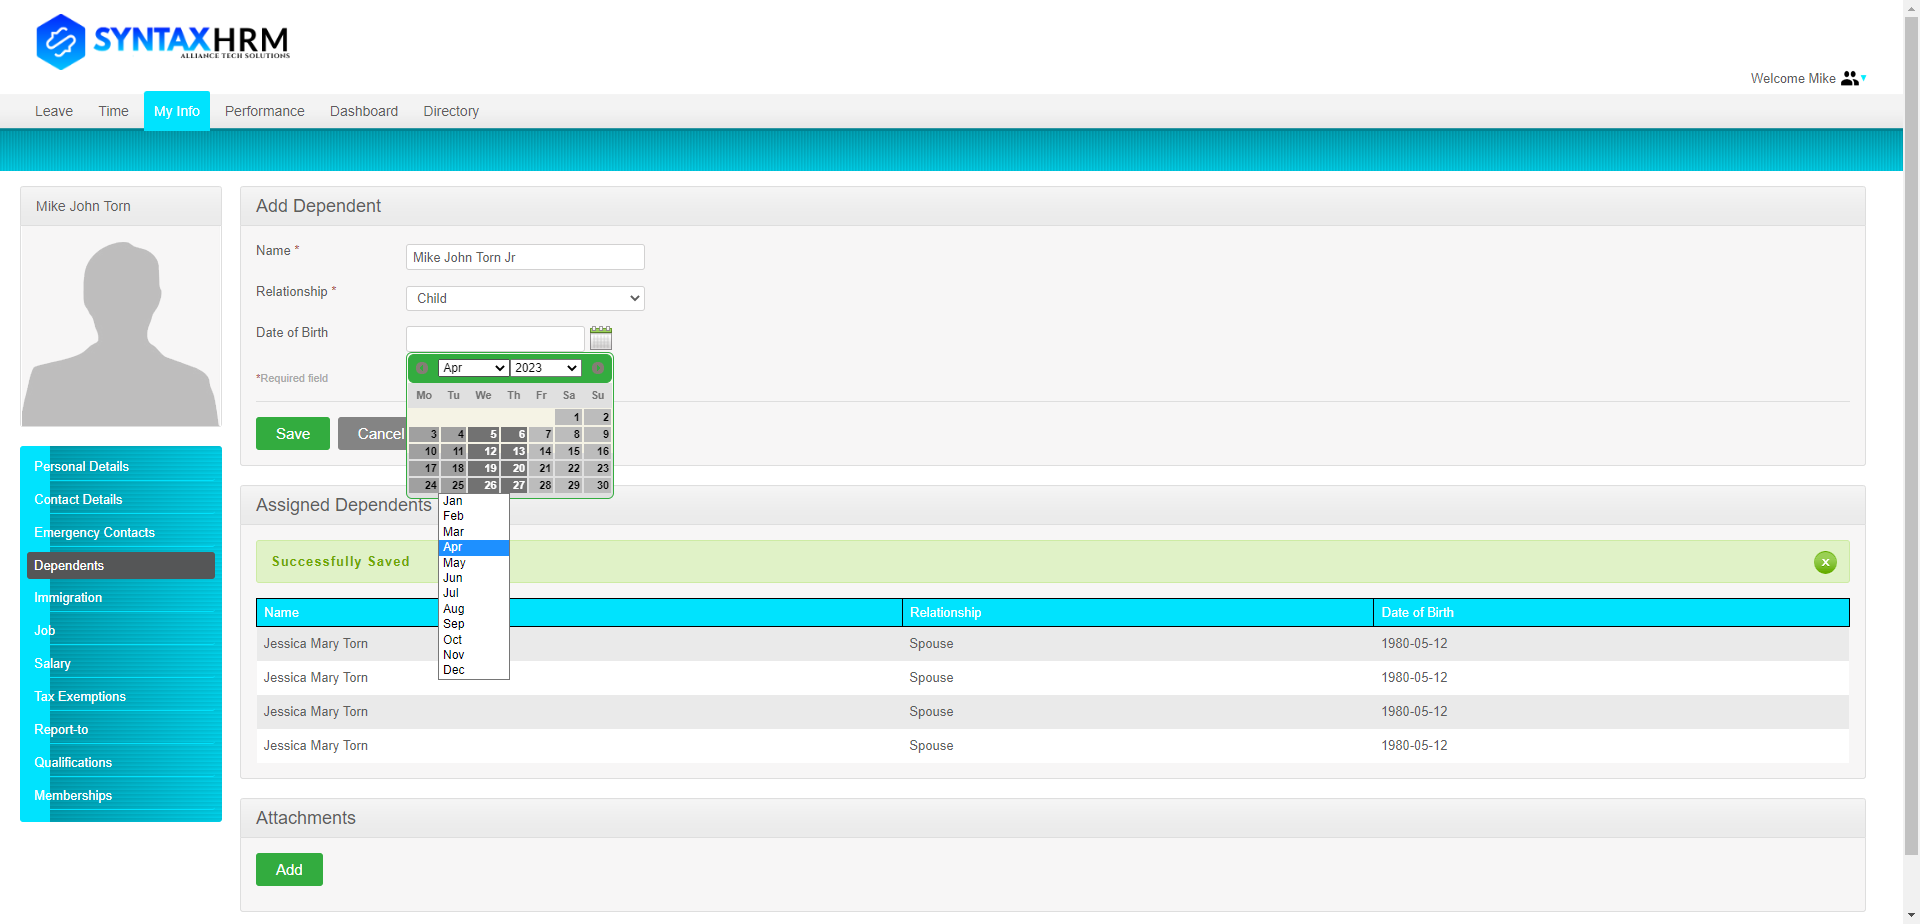 SYNTAXHRM
ALLIANCE TECH SOLUTIONS
Welcome Mike
Leave Time My Info Performance Dashboard Directory
Mike John Torn
Personal Details
Contact Details
Emergency Contacts
Dependents
Immigration
Job
Salary
Tax Exemptions
Report-to
Qualifications
Memberships
Add Dependent
Name *
Mike John Torn Jr
Relationship *
Child
Date of Birth
Apr 2023
Mo Tu We Th Fr Sa Su
1 2
3 4 5 6 7 8 9
10 11 12 13 14 15 16
17 18 19 20 21 22 23
24 25 26 27 28 29 30
Jan
Feb
Mar
Apr
May
Jun
Jul
Aug
Sep
Oct
Nov
Dec
*Required field
Save Cancel
Assigned Dependents
Successfully Saved
x
Name Relationship Date of Birth
Jessica Mary Torn Spouse 1980-05-12
Jessica Mary Torn Spouse 1980-05-12
Jessica Mary Torn Spouse 1980-05-12
Jessica Mary Torn Spouse 1980-05-12
Attachments
Add